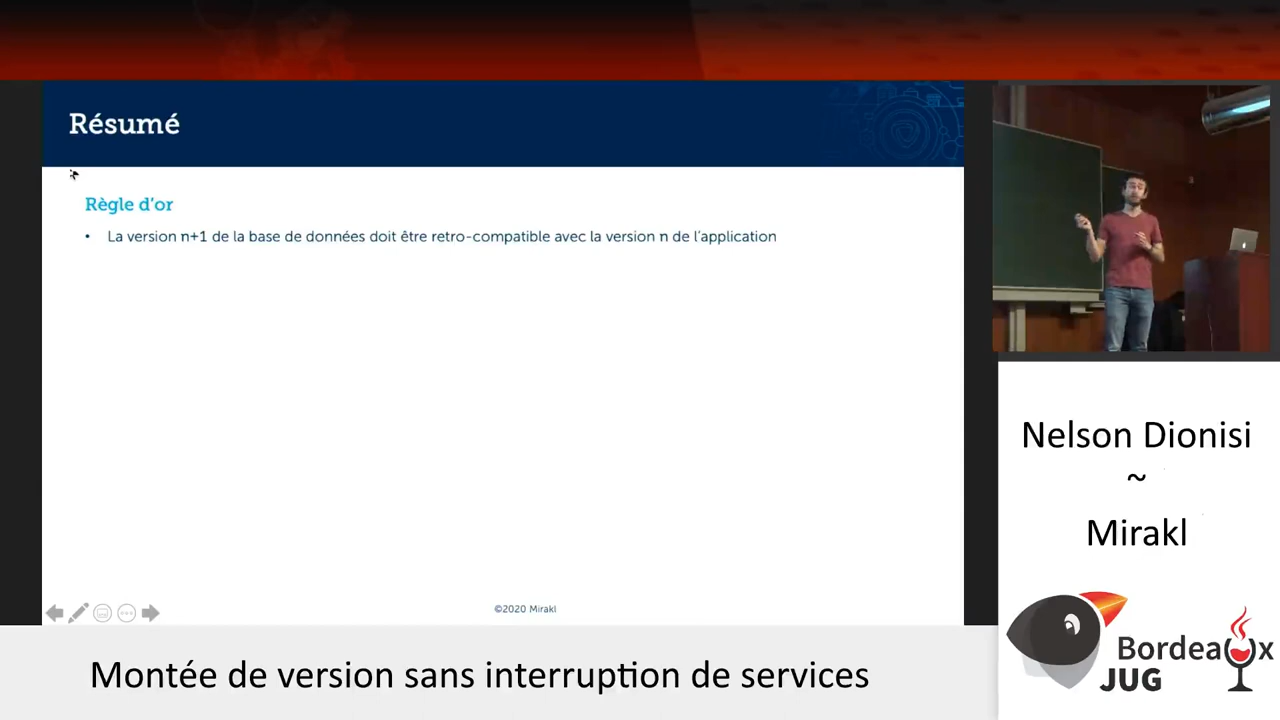 Résumé
Règle d'or
• La version n+1 de la base de données doit être retro-compatible avec la version n de l'application
©2020 Mirakl
Nelson Dionisi
~
Mirakl
Bordeaux
JUG
Montée de version sans interruption de services